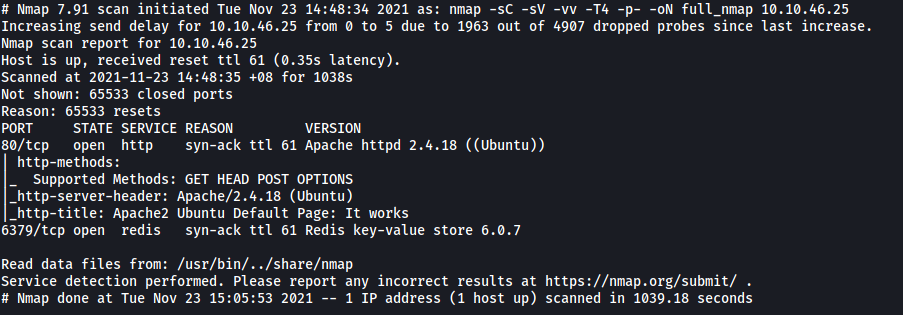 # Nmap 7.91 scan initiated Tue Nov 23 14:48:34 2021 as: nmap -sC -sV -vv -T4 -p- -oN full_nmap 10.10.46.25
Increasing send delay for 10.10.46.25 from 0 to 5 due to 1963 out of 4907 dropped probes since last increase.
Nmap scan report for 10.10.46.25
Host is up, received reset ttl 61 (0.35s latency).
Scanned at 2021-11-23 14:48:35 +08 for 1038s
Not shown: 65533 closed ports
Reason: 65533 resets
PORT     STATE SERVICE REASON         VERSION
80/tcp   open  http    syn-ack ttl 61 Apache httpd 2.4.18 ((Ubuntu))
| http-methods:
|_  Supported Methods: GET HEAD POST OPTIONS
|_http-server-header: Apache/2.4.18 (Ubuntu)
|_http-title: Apache2 Ubuntu Default Page: It works
6379/tcp open  redis   syn-ack ttl 61 Redis key-value store 6.0.7

Read data files from: /usr/bin/../share/nmap
Service detection performed. Please report any incorrect results at https://nmap.org/submit/ .
# Nmap done at Tue Nov 23 15:05:53 2021 -- 1 IP address (1 host up) scanned in 1039.18 seconds